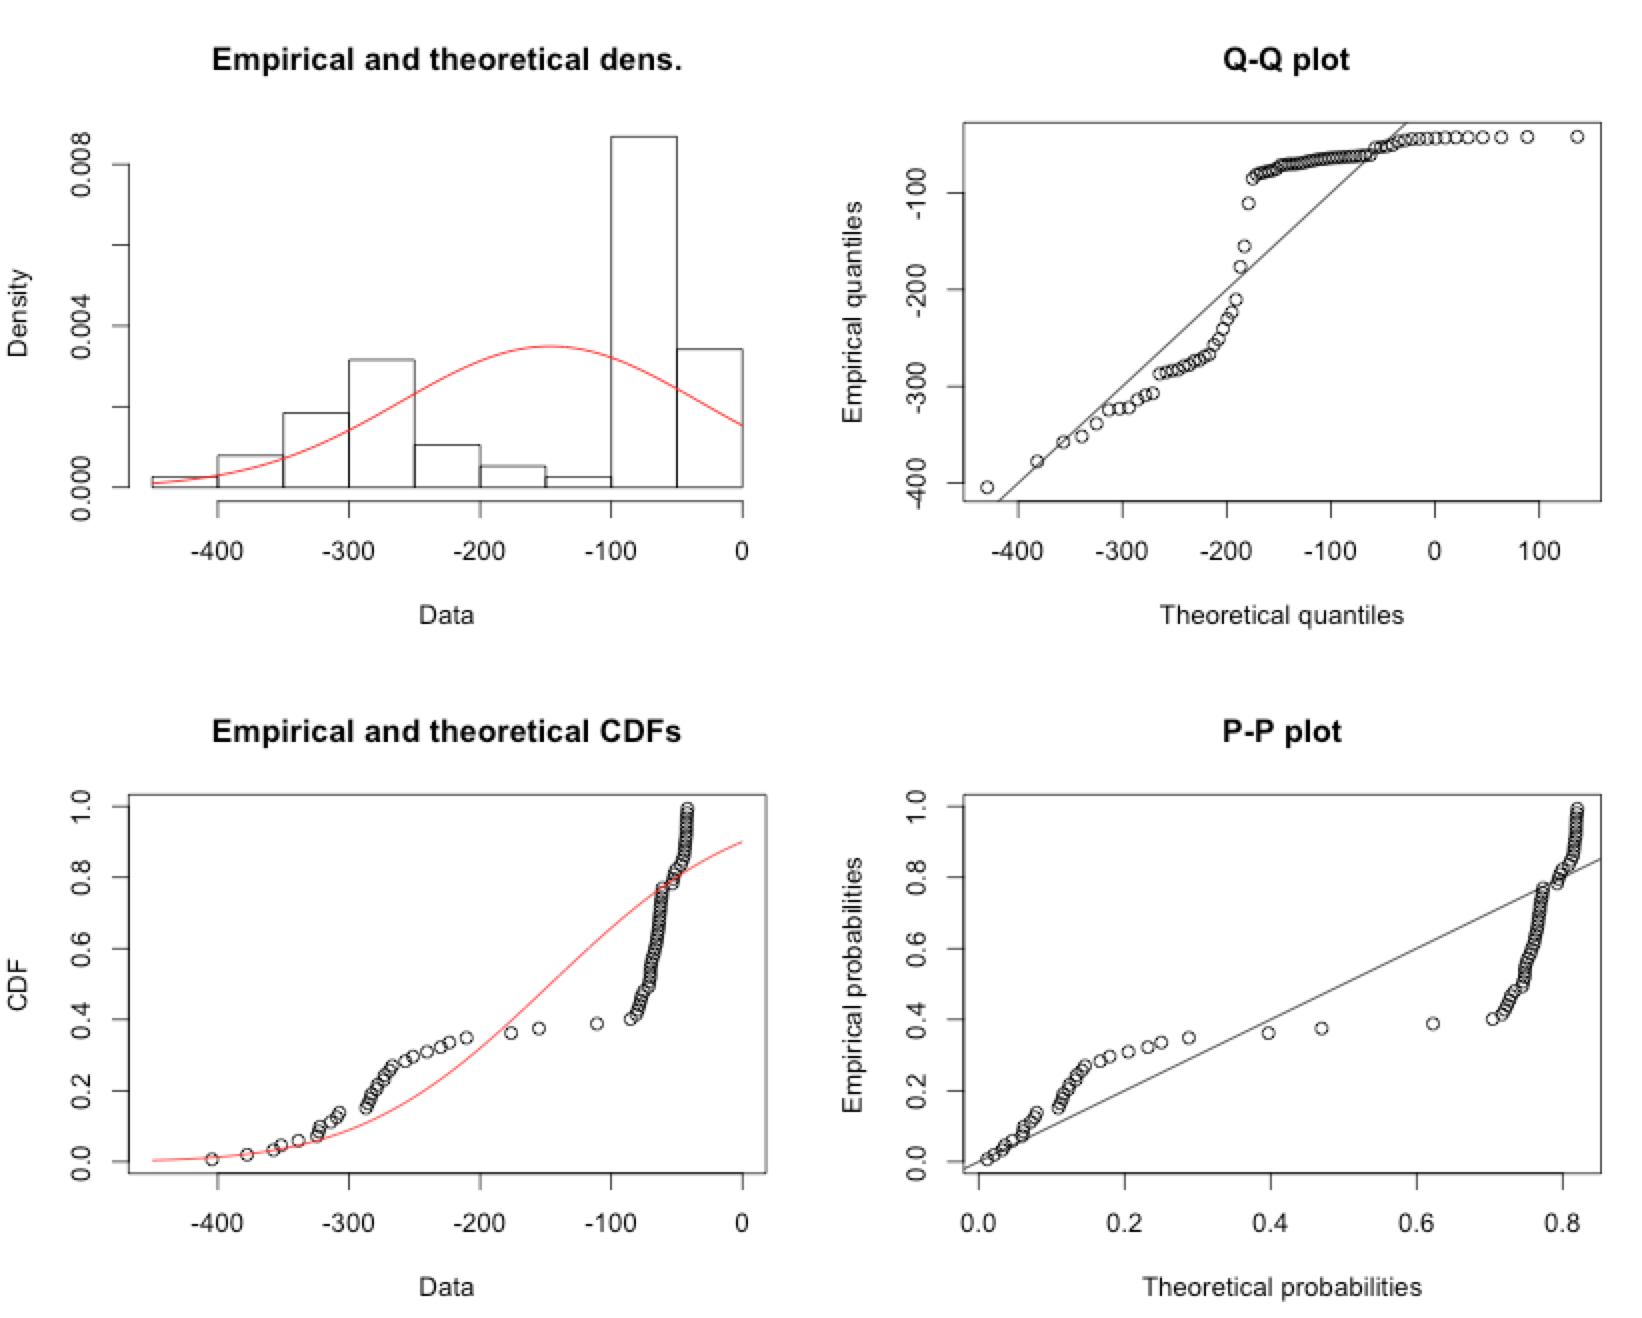 Empirical and theoretical dens.
Density
0.000 0.004 0.008
-400 -300 -200 -100 0
Data
Q-Q plot
Empirical quantiles
-400 -300 -200 -100
-400 -300 -200 -100 0 100
Theoretical quantiles
Empirical and theoretical CDFs
CDF
0.0 0.2 0.4 0.6 0.8 1.0
-400 -300 -200 -100 0
Data
P-P plot
Empirical probabilities
0.0 0.2 0.4 0.6 0.8 1.0
0.0 0.2 0.4 0.6 0.8
Theoretical probabilities